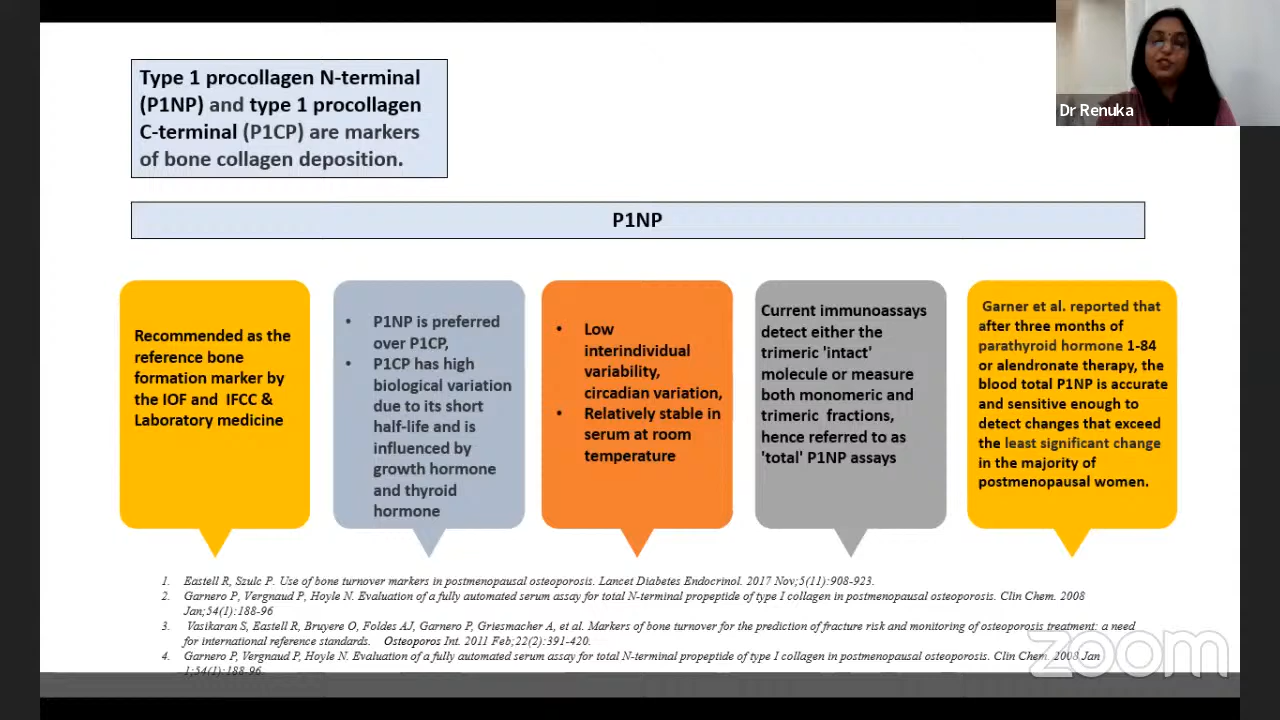 Type 1 procollagen N-terminal
(P1NP) and type 1 procollagen
C-terminal (P1CP) are markers
of bone collagen deposition.
Dr Renuka
P1NP
Recommended as the
reference bone
formation marker by
the IOF and IFCC &
Laboratory medicine
• P1NP is preferred
over P1CP,
• P1CP has high
biological variation
due to its short
half-life and is
influenced by
growth hormone
and thyroid
hormone
• Low
interindividual
variability,
circadian variation,
• Relatively stable in
serum at room
temperature
Current immunoassays
detect either the
trimeric 'intact'
molecule or measure
both monomeric and
trimeric fractions,
hence referred to as
'total' P1NP assays
Garner et al. reported that
after three months of
parathyroid hormone 1-84
or alendronate therapy, the
blood total P1NP is accurate
and sensitive enough to
detect changes that exceed
the least significant change
in the majority of
postmenopausal women.
1. Eastell R, Szulc P. Use of bone turnover markers in postmenopausal osteoporosis. Lancet Diabetes Endocrinol. 2017 Nov;5(11):908-923.
2. Garnero P, Vergnaud P, Hoyle N. Evaluation of a fully automated serum assay for total N-terminal propeptide of type I collagen in postmenopausal osteoporosis. Clin Chem. 2008
Jan;54(1):188-96
3. Vasikaran S, Eastell R, Bruyere O, Foldes AJ, Garnero P, Griesmacher A, et al. Markers of bone turnover for the prediction of fracture risk and monitoring of osteoporosis treatment: a need
for international reference standards. Osteoporos Int. 2011 Feb;22(2):391-420.
4. Garnero P, Vergnaud P, Hoyle N. Evaluation of a fully automated serum assay for total N-terminal propeptide of type I collagen in postmenopausal osteoporosis. Clin Chem. 2008 Jan
1;54(1):188-96.
zoom